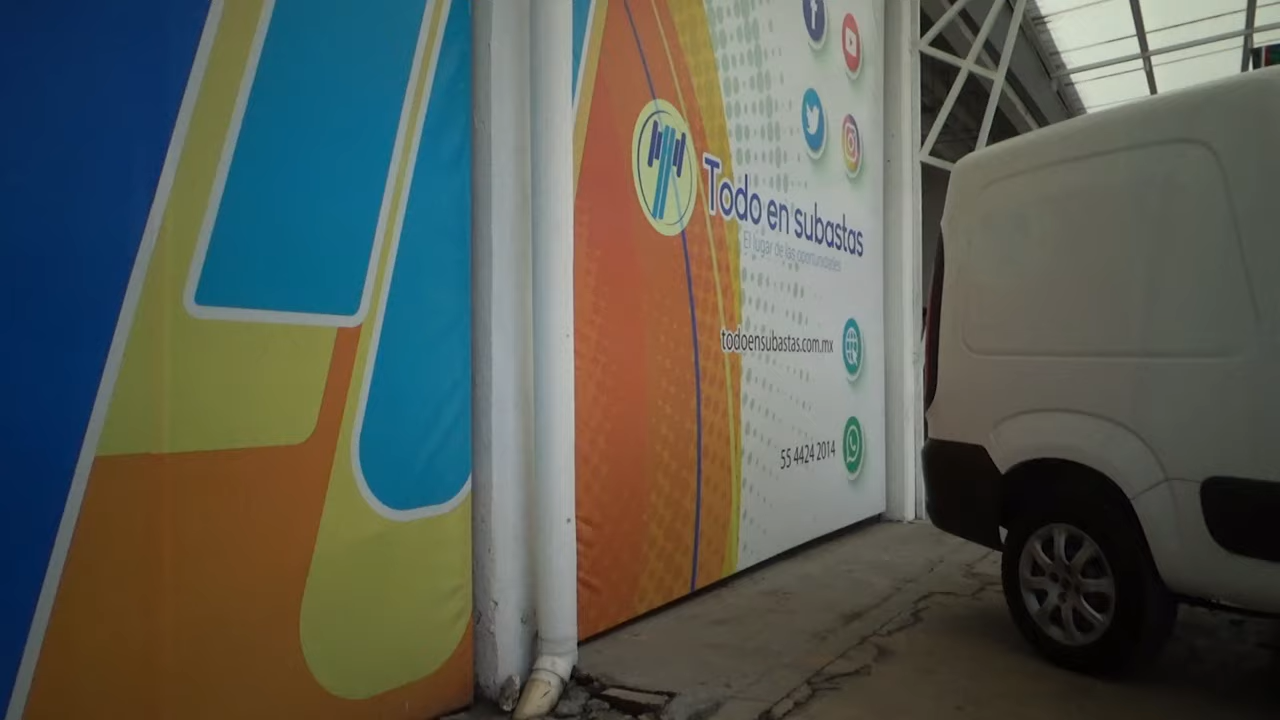 Todo en subastas
El lugar de las oportunidades
todoensubastas.com.mx
55 4424 2014